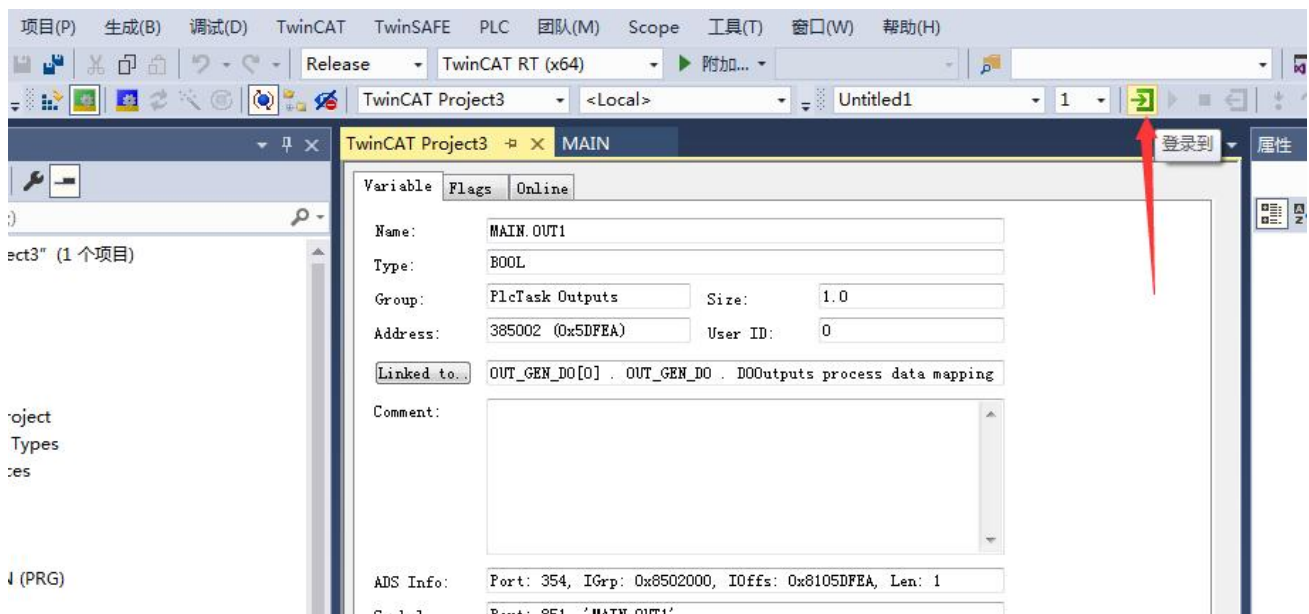 项目(P) 生成(B) 调试(D) TwinCAT TwinSAFE PLC 团队(M) Scope 工具(T) 窗口(W) 帮助(H)
Release TwinCAT RT (x64) 附加...
TwinCAT Project3 <Local> Untitled1 1
TwinCAT Project3 MAIN 登录到 属性
Variable Flags Online
Name: MAIN.OUT1
ect3" (1 个项目)
Type: BOOL
Group: PlcTask Outputs Size: 1.0
Address: 385002 (0x5DFEA) User ID: 0
Linked to.. OUT_GEN_DO[0] . OUT_GEN_DO . DOOutputs process data mapping
Comment:
roject
Types
ces
(PRG)
ADS Info: Port: 354, IGrp: 0x8502000, IOffs: 0x8105DFEA, Len: 1